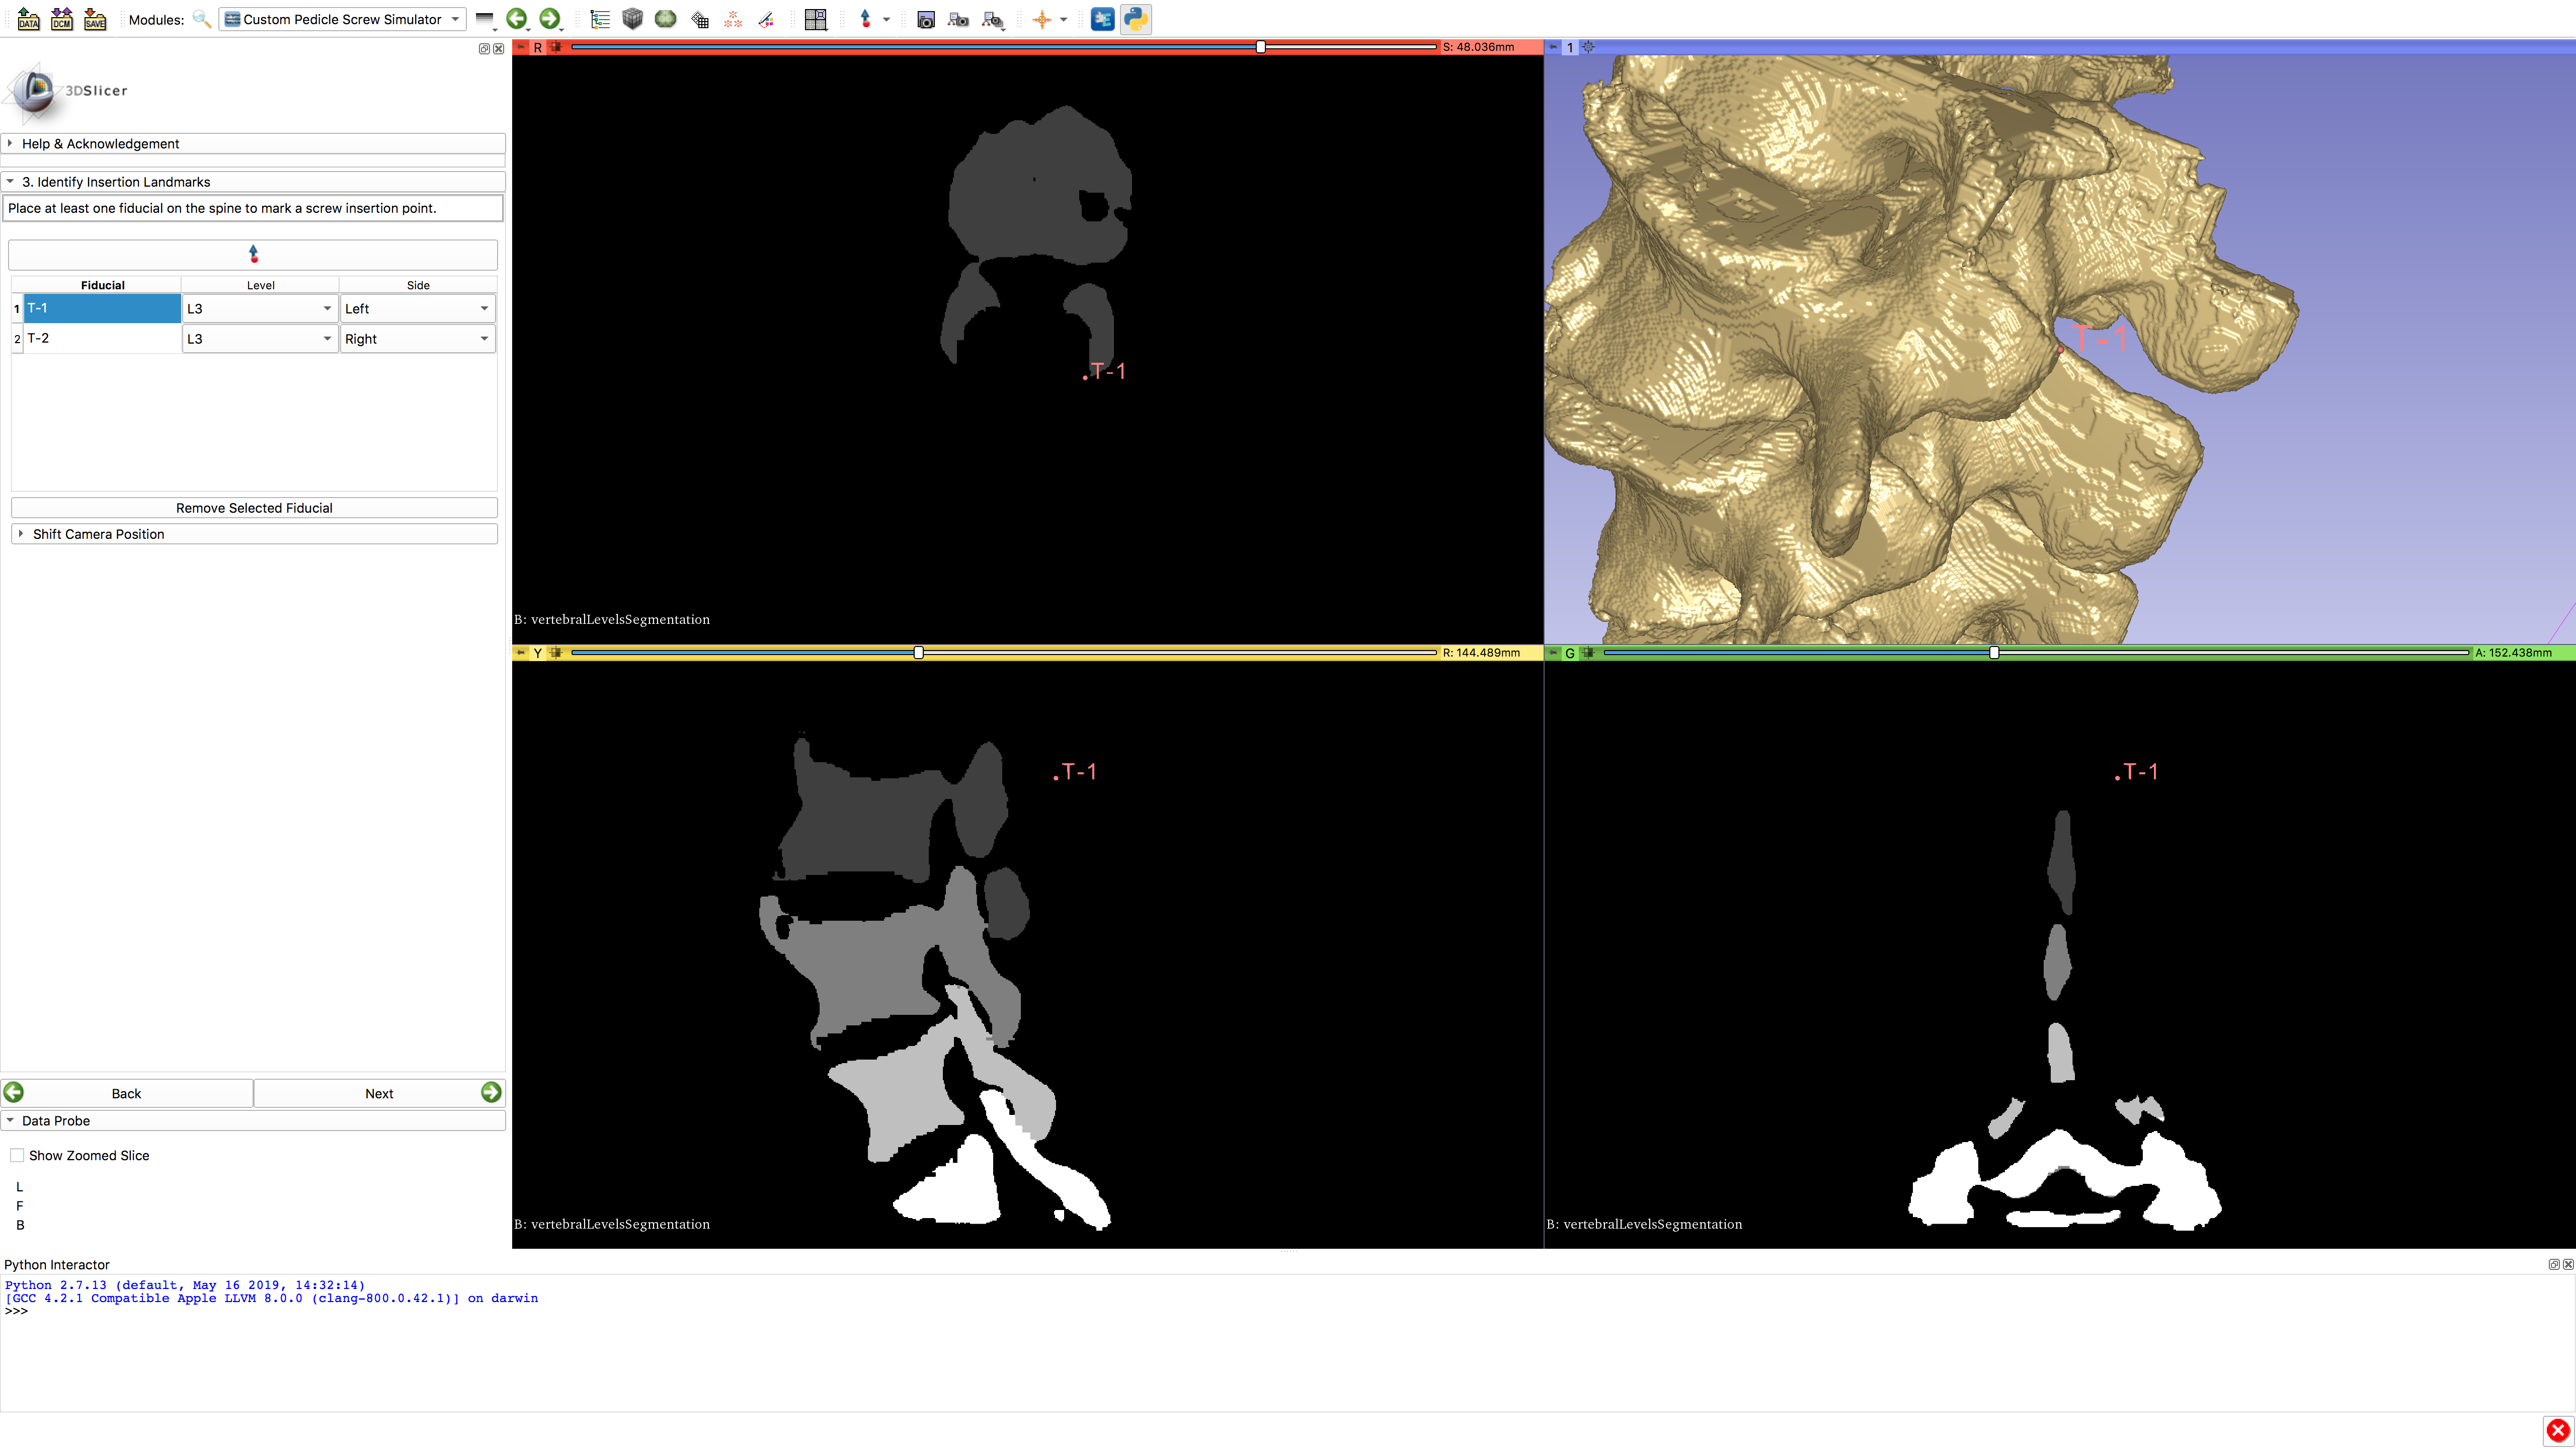 DATA DCM SAVE Modules: Custom Pedicle Screw Simulator
3DSlicer
Help & Acknowledgement
3. Identify Insertion Landmarks
Place at least one fiducial on the spine to mark a screw insertion point.
Fiducial Level Side
1 T-1 L3 Left
2 T-2 L3 Right
Remove Selected Fiducial
Shift Camera Position
Back Next
Data Probe
Show Zoomed Slice
L
F
B
R S: 48.036mm
T-1
B: vertebralLevelsSegmentation
1
T-1
Y R: 144.489mm
T-1
B: vertebralLevelsSegmentation
G A: 152.438mm
T-1
B: vertebralLevelsSegmentation
Python Interactor
Python 2.7.13 (default, May 16 2019, 14:32:14)
[GCC 4.2.1 Compatible Apple LLVM 8.0.0 (clang-800.0.42.1)] on darwin
>>>